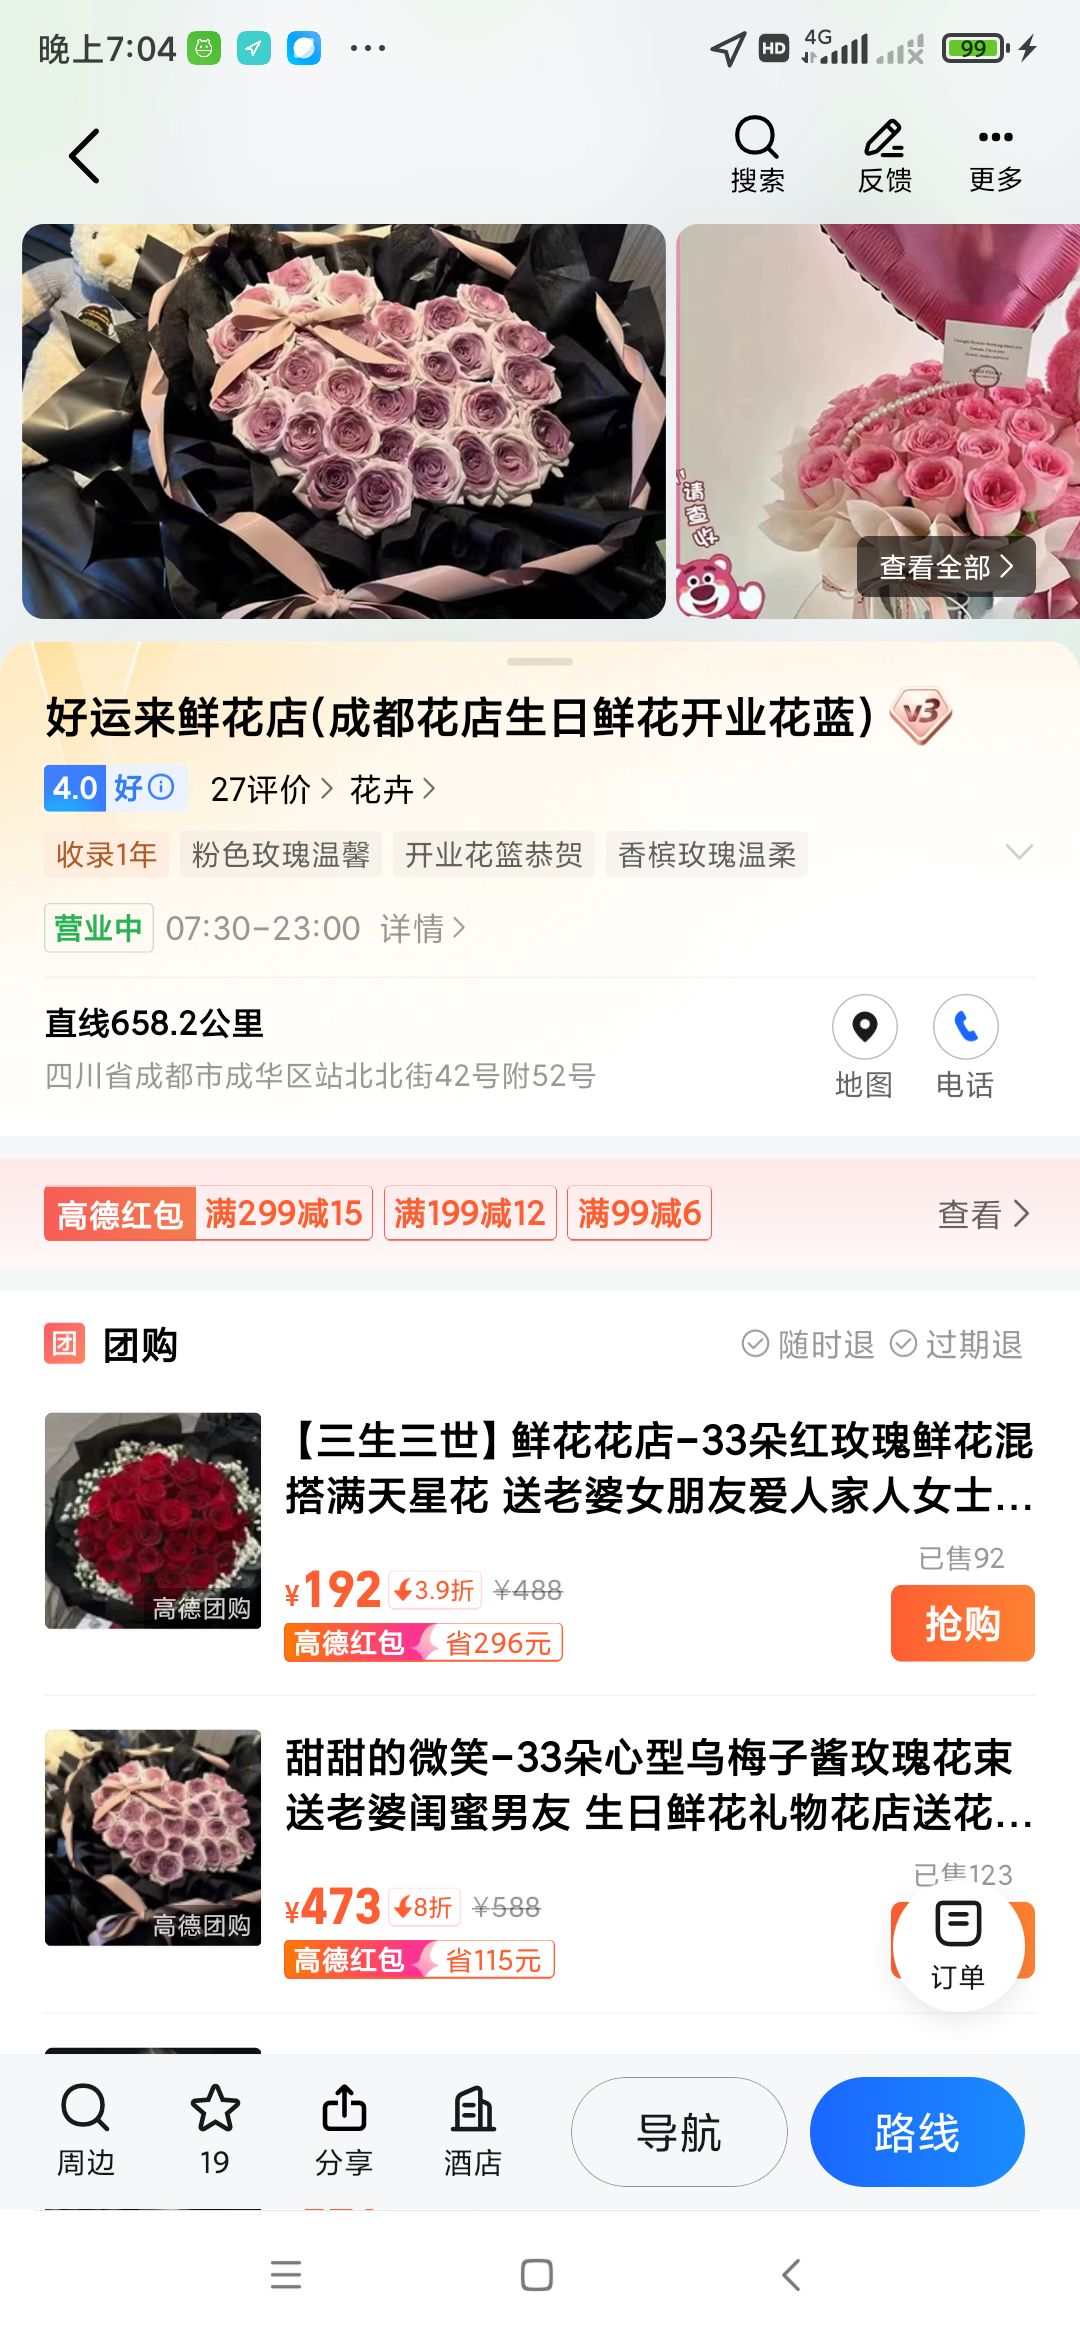 晚上7:04
HD
4G
99
搜索
反馈
更多
请查收
查看全部
好运来鲜花店(成都花店生日鲜花开业花蓝)
v3
4.0 好 27评价 花卉
收录1年 粉色玫瑰温馨 开业花篮恭贺 香槟玫瑰温柔
营业中 07:30-23:00 详情
直线658.2公里
四川省成都市成华区站北北街42号附52号
地图
电话
高德红包 满299减15 满199减12 满99减6 查看
团 团购 随时退 过期退
【三生三世】鲜花花店-33朵红玫瑰鲜花混
搭满天星花 送老婆女朋友爱人家人女士...
高德团购
已售92
¥192 3.9折 ¥488
高德红包 省296元
抢购
甜甜的微笑-33朵心型乌梅子酱玫瑰花束
送老婆闺蜜男友 生日鲜花礼物花店送花...
高德团购
已售123
¥473 8折 ¥588
高德红包 省115元
订单
周边
19
分享
酒店
导航
路线